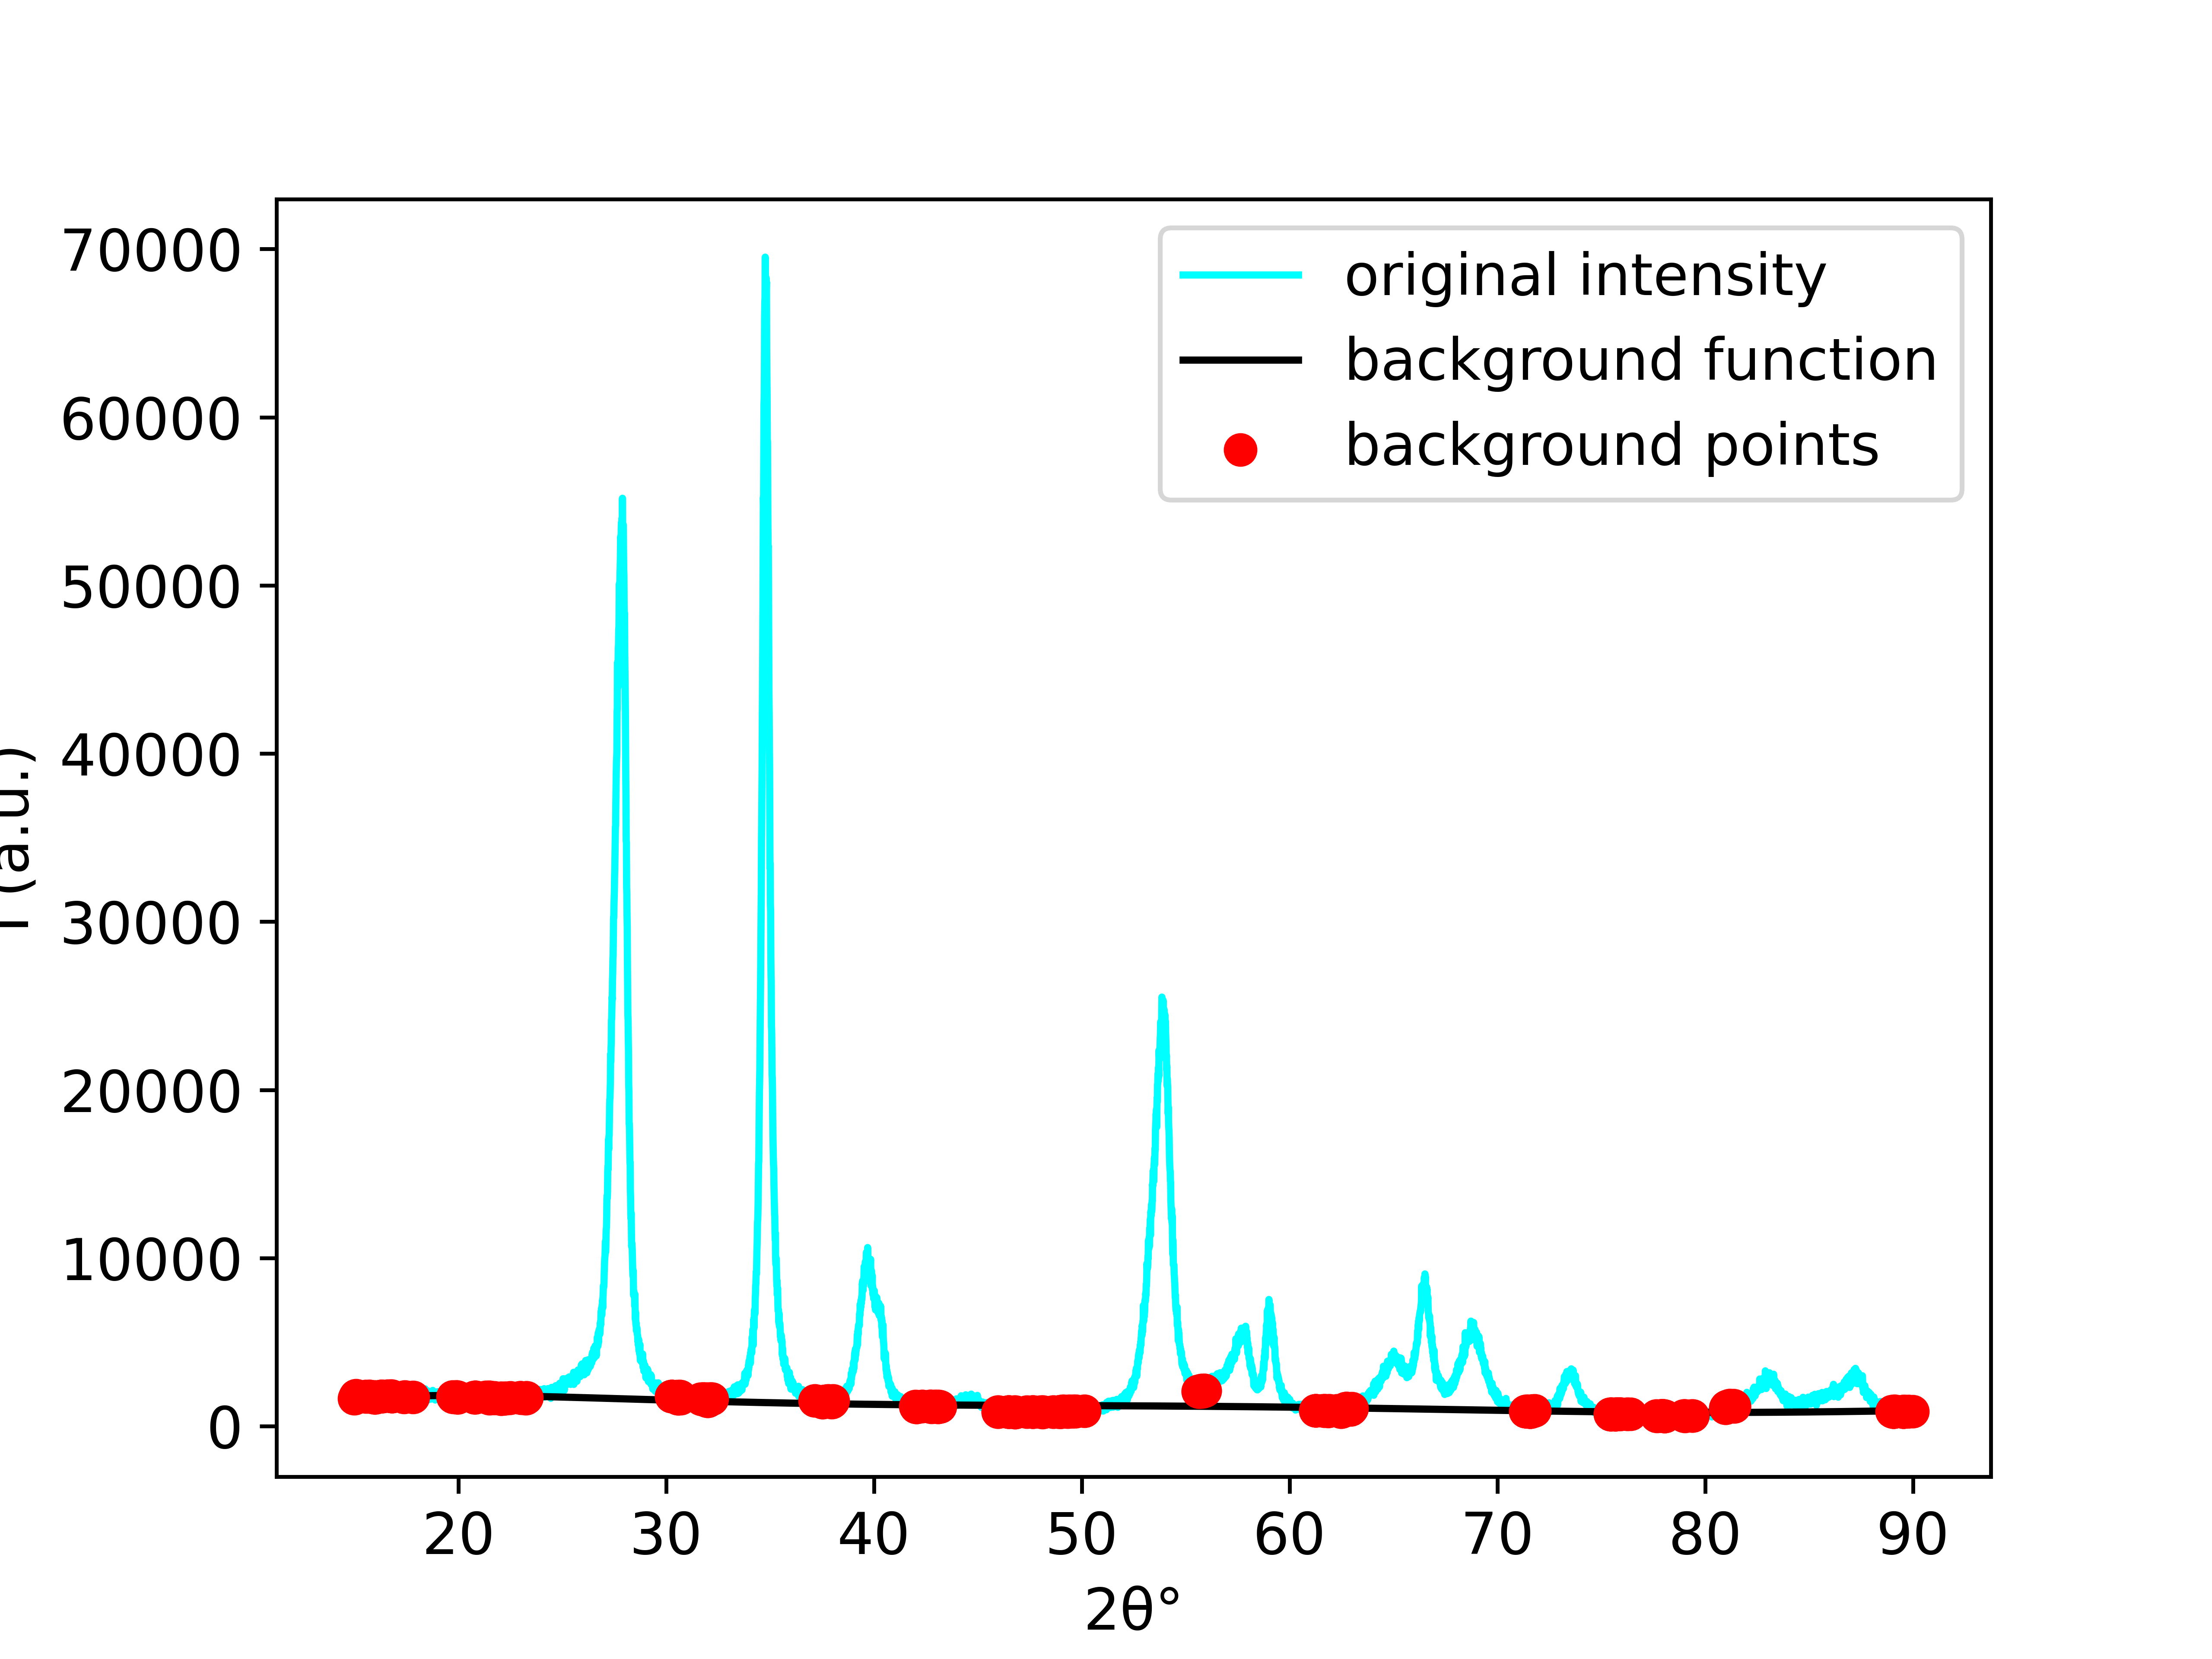 70000
60000
50000
40000
30000
20000
10000
0
(a.u.)
original intensity
background function
background points
20 30 40 50 60 70 80 90
2θ°